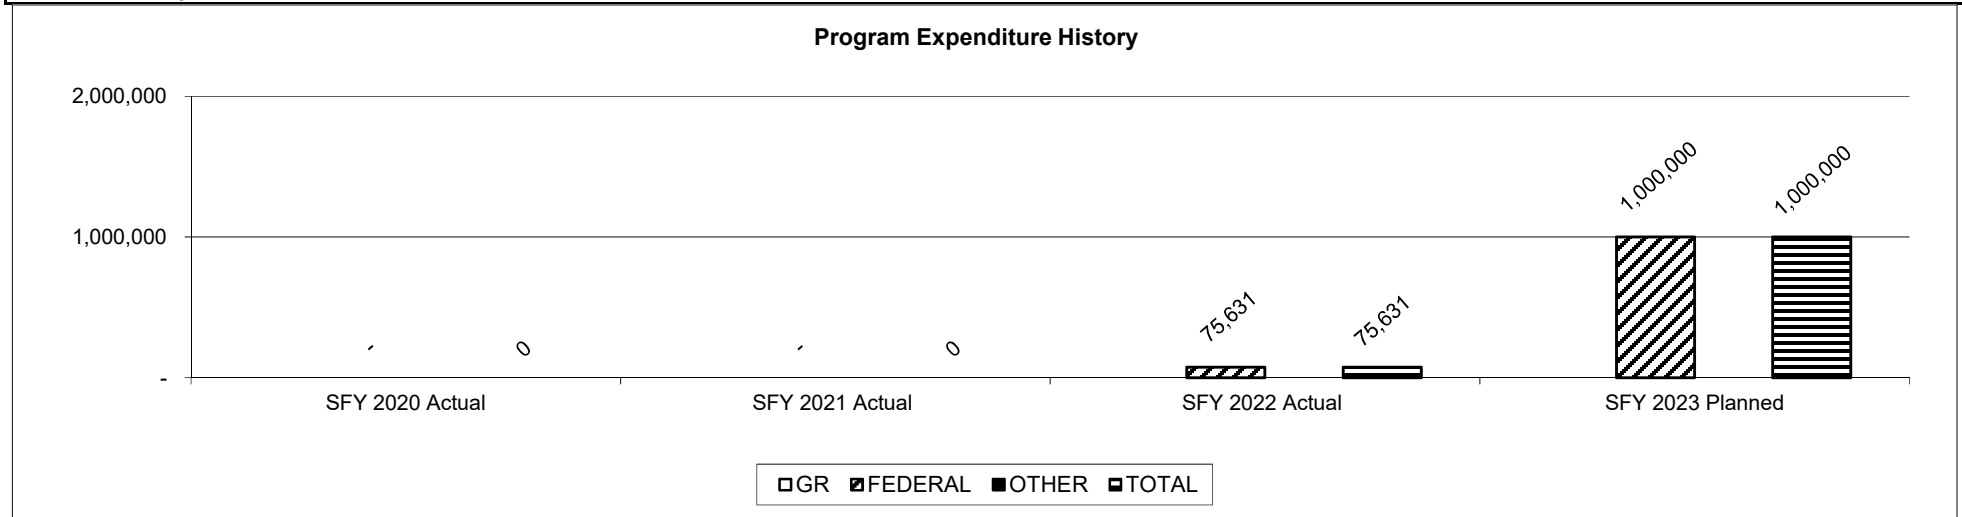 Program Expenditure History
2,000,000
1,000,000
-
- 0 - 0 75,631 75,631 1,000,000 1,000,000
SFY 2020 Actual SFY 2021 Actual SFY 2022 Actual SFY 2023 Planned
GR FEDERAL OTHER TOTAL